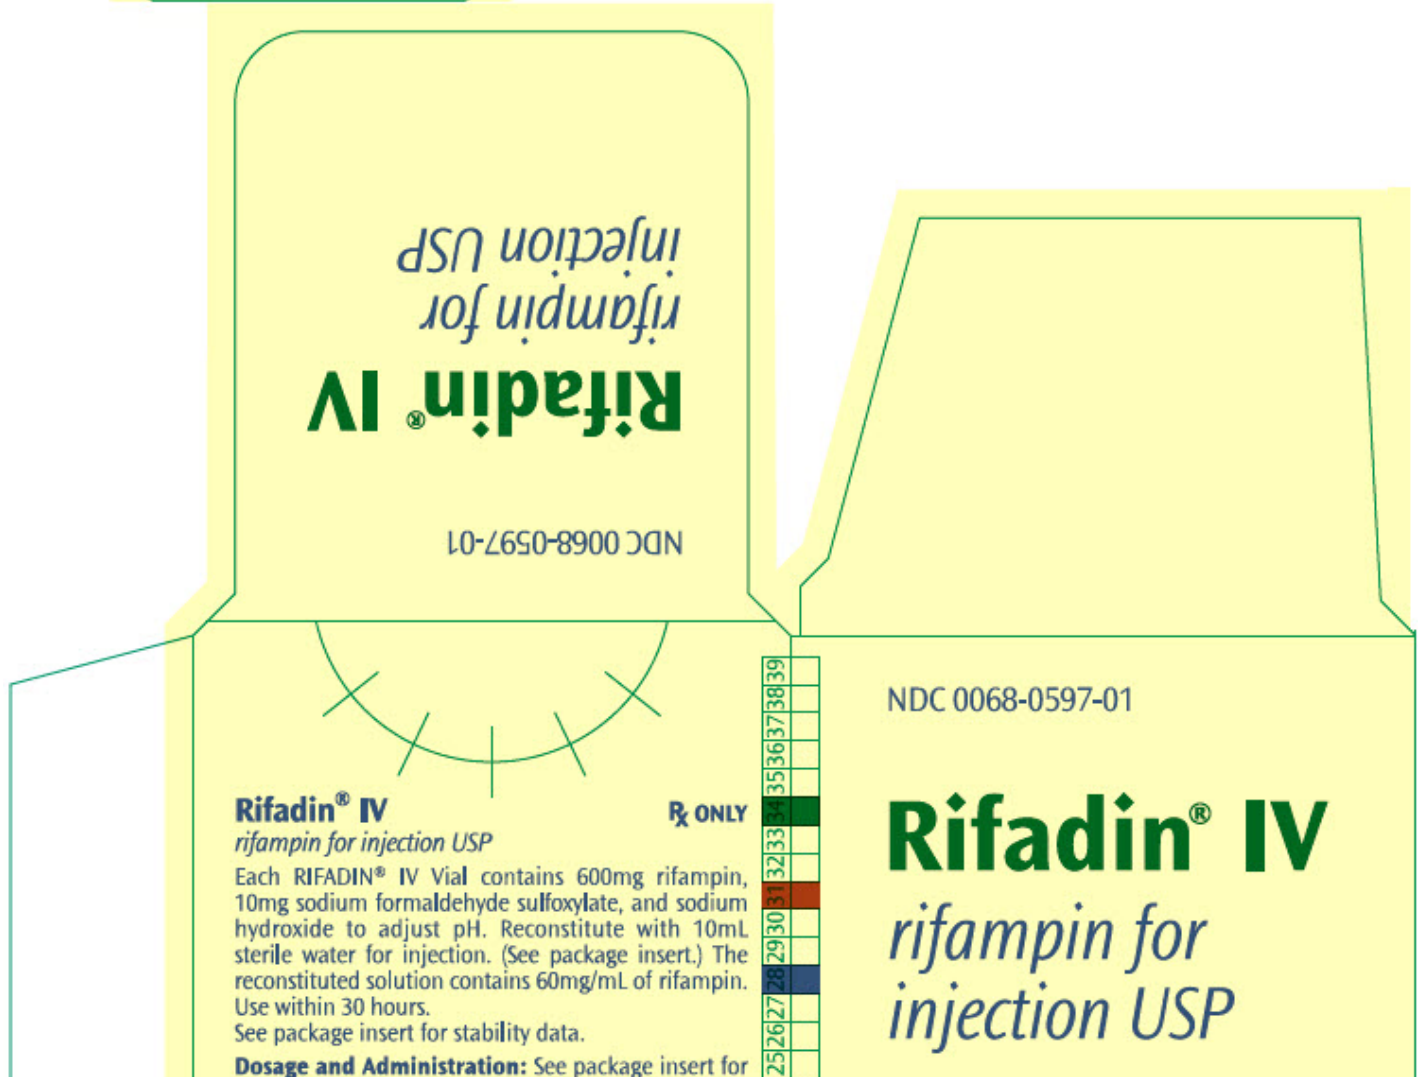 Rifadin® IV
rifampin for
injection USP
NDC 0068-0597-01
Rifadin® IV
rifampin for injection USP
℞ ONLY
Each RIFADIN® IV Vial contains 600mg rifampin,
10mg sodium formaldehyde sulfoxylate, and sodium
hydroxide to adjust pH. Reconstitute with 10mL
sterile water for injection. (See package insert.) The
reconstituted solution contains 60mg/mL of rifampin.
Use within 30 hours.
See package insert for stability data.
Dosage and Administration: See package insert for
25 26 27 28 29 30 31 32 33 34 35 36 37 38 39
NDC 0068-0597-01
Rifadin® IV
rifampin for
injection USP